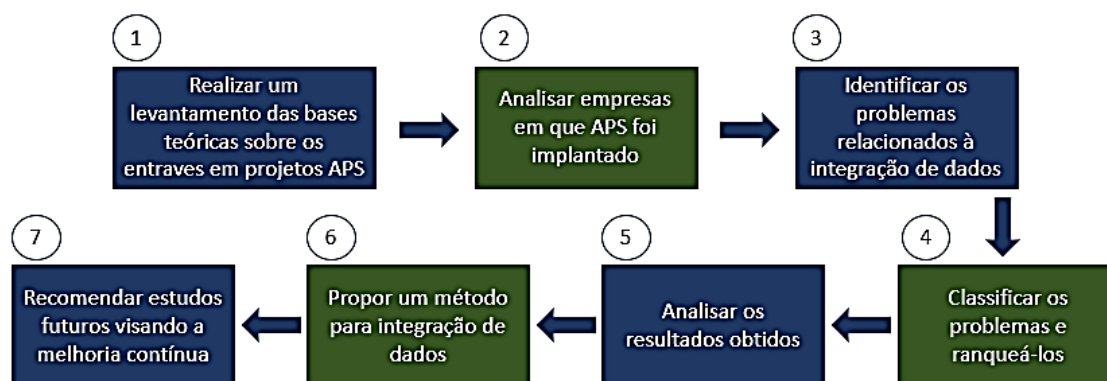 1
Realizar um
levantamento das bases
teóricas sobre os
entraves em projetos APS
2
Analisar empresas
em que APS foi
implantado
3
Identificar os
problemas
relacionados à
integração de dados
4
Classificar os
problemas e
ranqueá-los
5
Analisar os
resultados obtidos
6
Propor um método
para integração de
dados
7
Recomendar estudos
futuros visando a
melhoria contínua